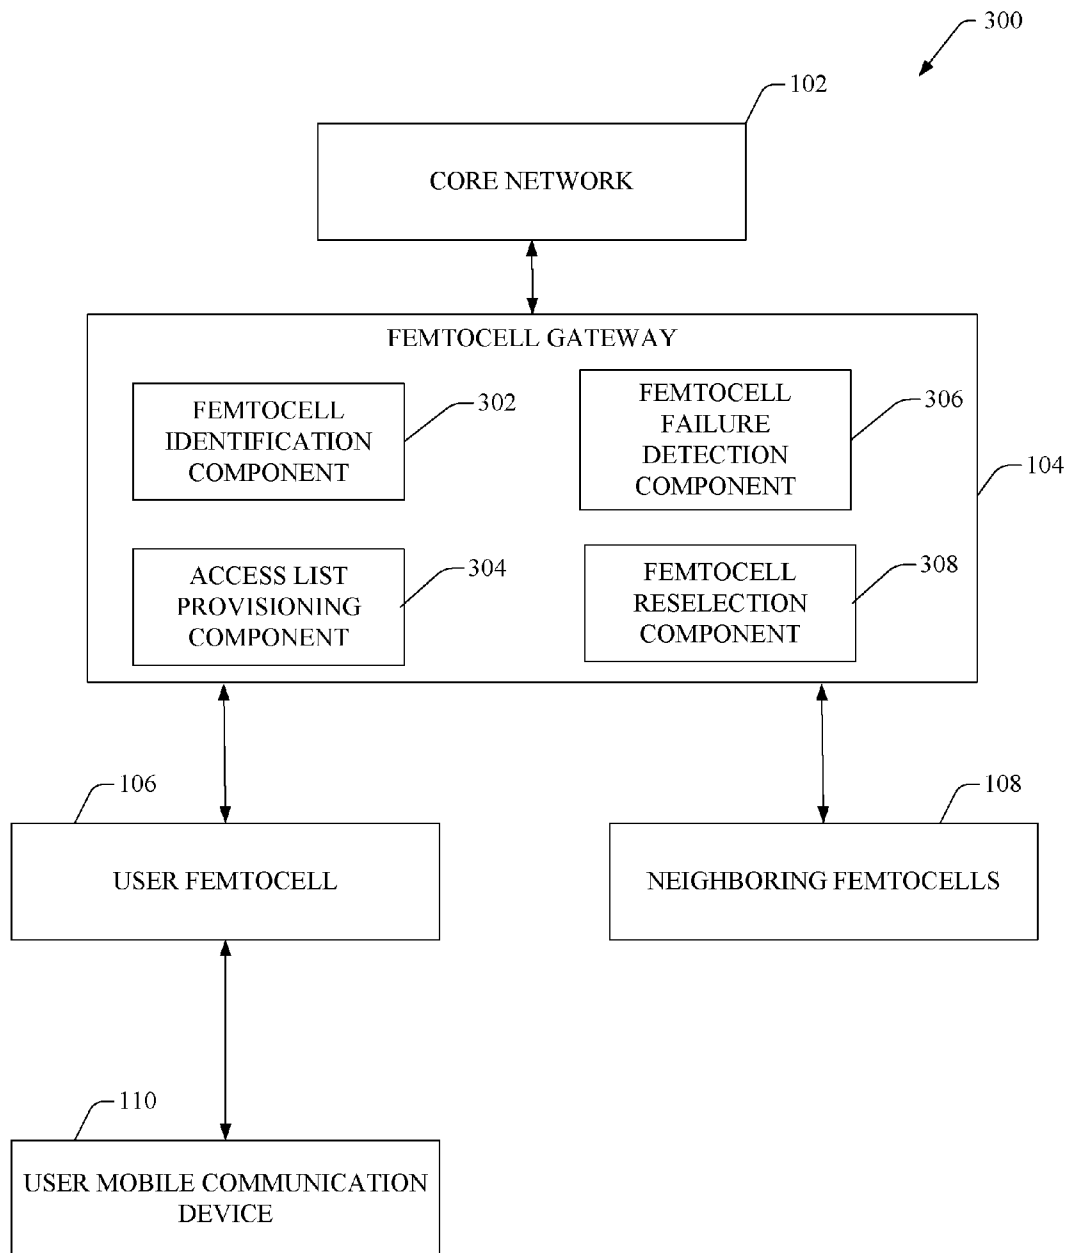 300
102
CORE NETWORK
FEMTOCELL GATEWAY
FEMTOCELL
IDENTIFICATION
COMPONENT
302
FEMTOCELL
FAILURE
DETECTION
COMPONENT
306
104
ACCESS LIST
PROVISIONING
COMPONENT
304
FEMTOCELL
RESELECTION
COMPONENT
308
106
USER FEMTOCELL
108
NEIGHBORING FEMTOCELLS
110
USER MOBILE COMMUNICATION
DEVICE